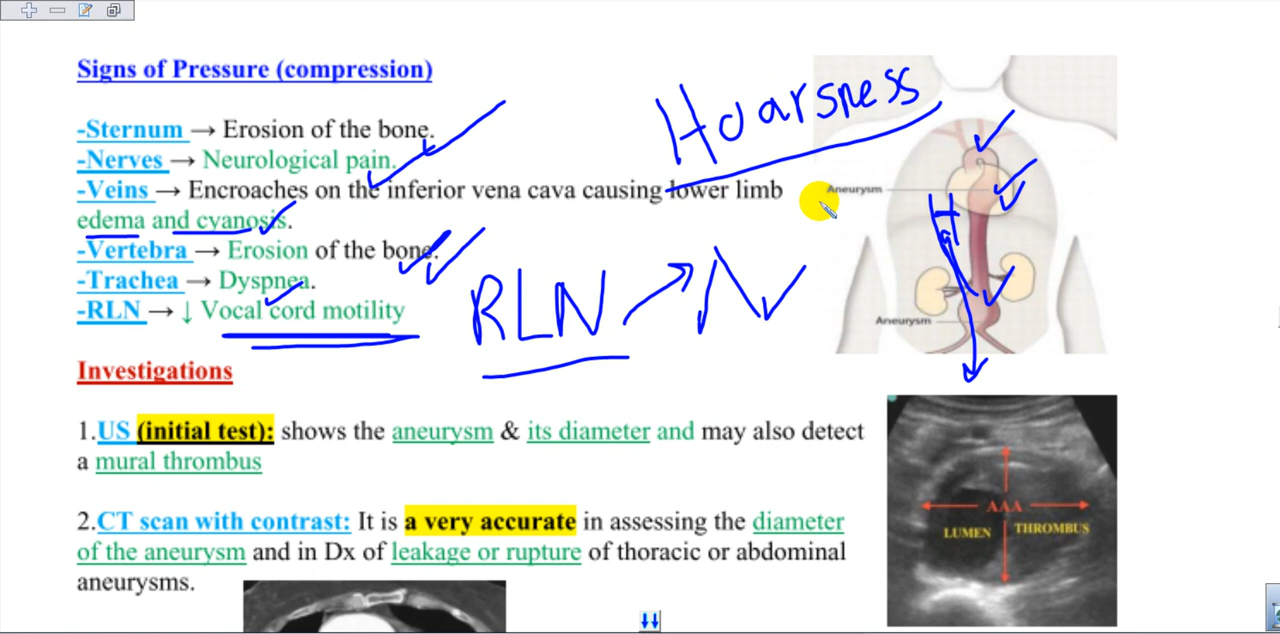 Signs of Pressure (compression)
-Sternum → Erosion of the bone.
-Nerves → Neurological pain.
-Veins → Encroaches on the inferior vena cava causing lower limb
edema and cyanosis.
-Vertebra → Erosion of the bone.
-Trachea → Dyspnea.
-RLN → ↓ Vocal cord motility
Hoarsness
RLN
Aneurysm
Aneurysm
Investigations
1.US (initial test): shows the aneurysm & its diameter and may also detect
a mural thrombus
2.CT scan with contrast: It is a very accurate in assessing the diameter
of the aneurysm and in Dx of leakage or rupture of thoracic or abdominal
aneurysms.
AAA
LUMEN THROMBUS